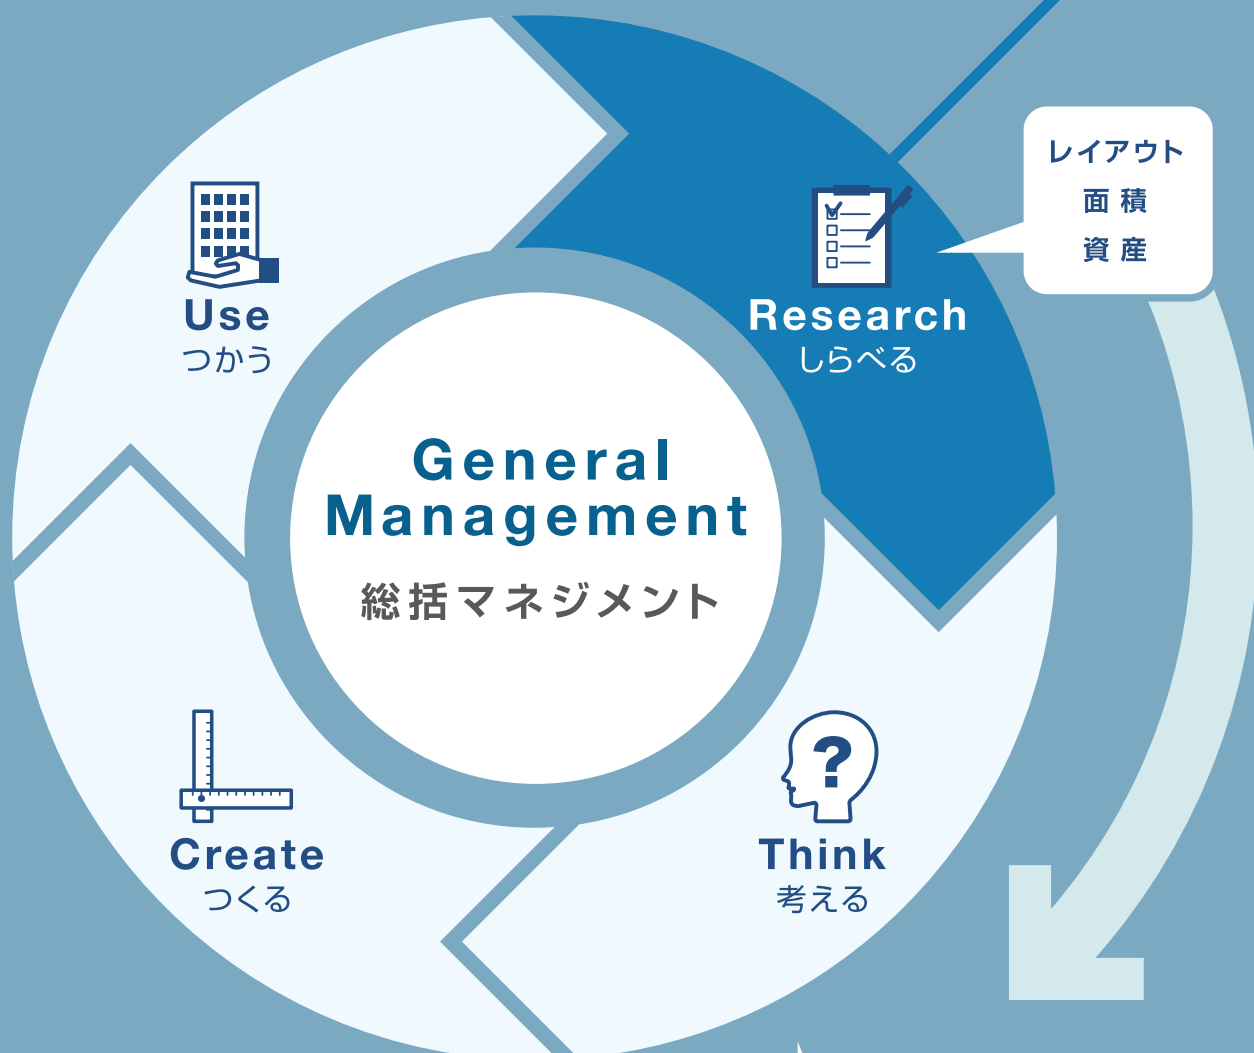 レイアウト
面積
資産
Use
つかう
Research
しらべる
General
Management
総括マネジメント
Create
つくる
?
Think
考える